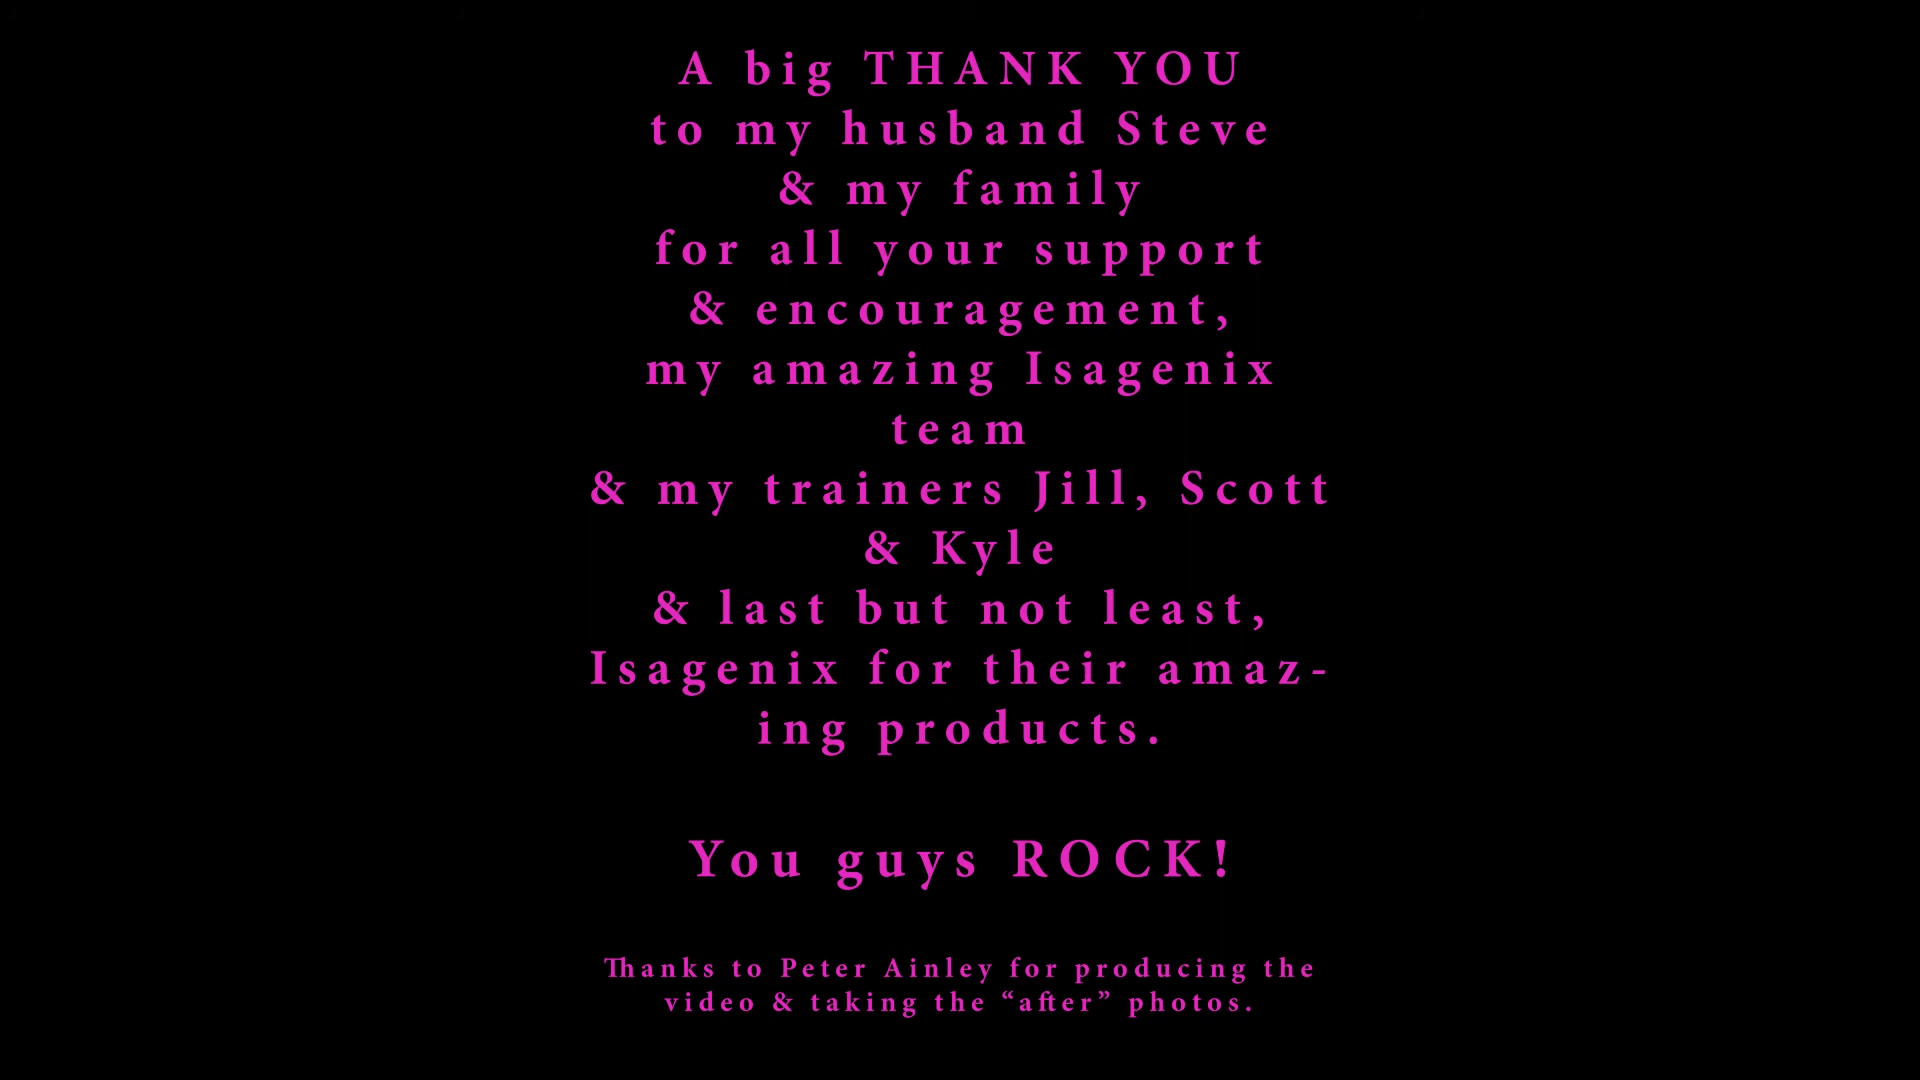 A big THANK YOU
to my husband Steve
& my family
for all your support
& encouragement,
my amazing Isagenix
team
& my trainers Jill, Scott
& Kyle
& last but not least,
Isagenix for their amaz-
ing products.
You guys ROCK!
Thanks to Peter Ainley for producing the
video & taking the “after” photos.